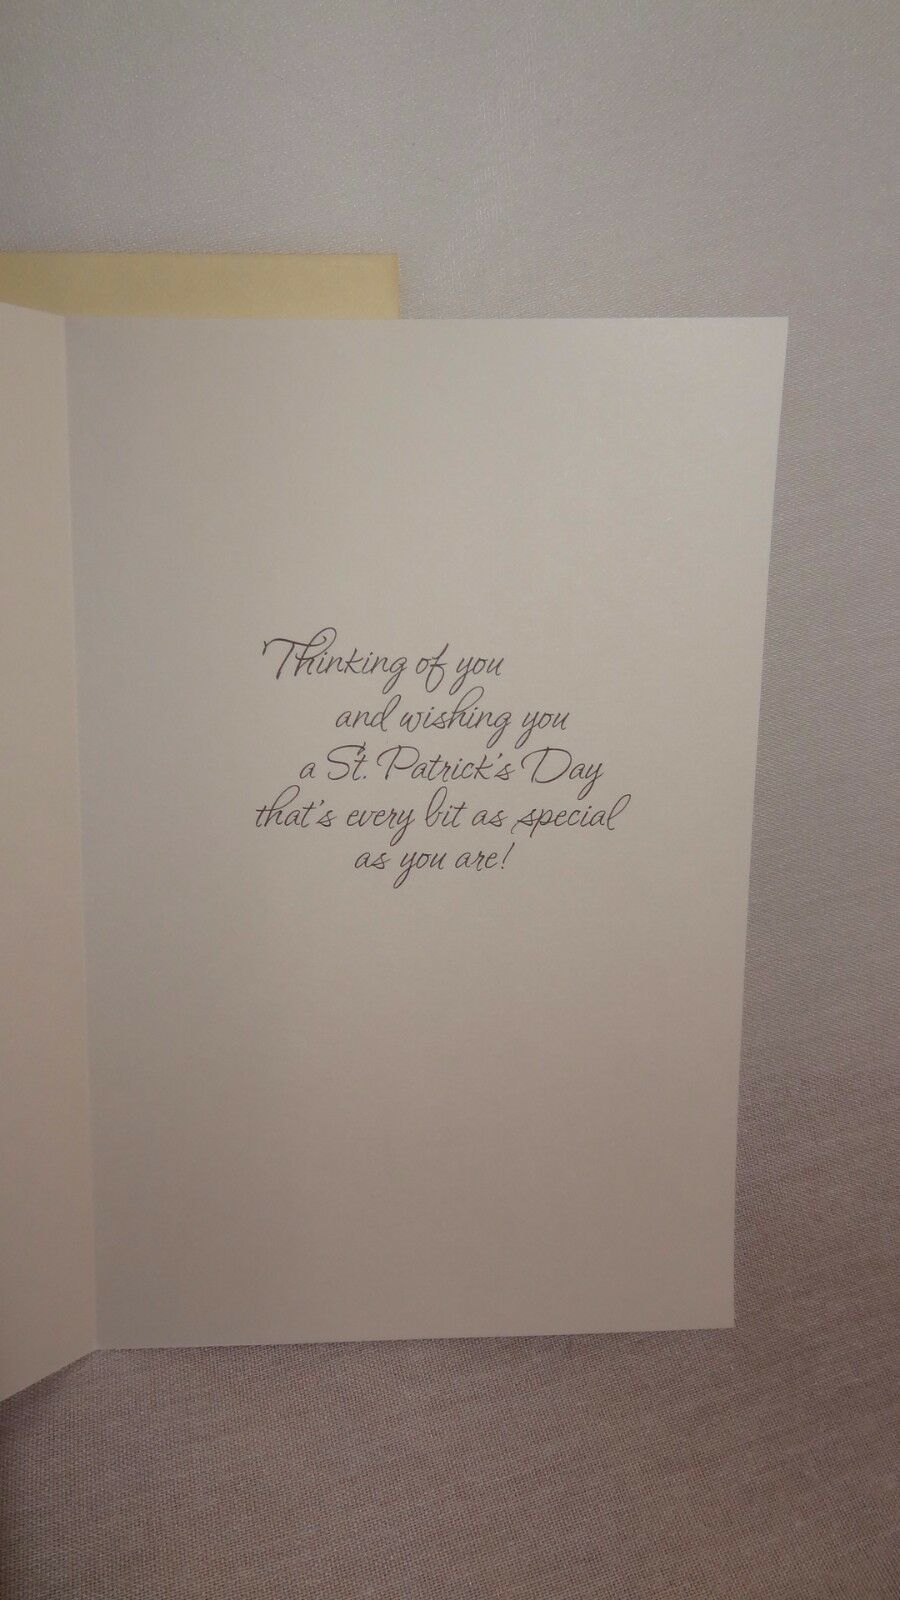 Thinking of you
and wishing you
a St. Patrick's Day
that's every bit as special
as you are!